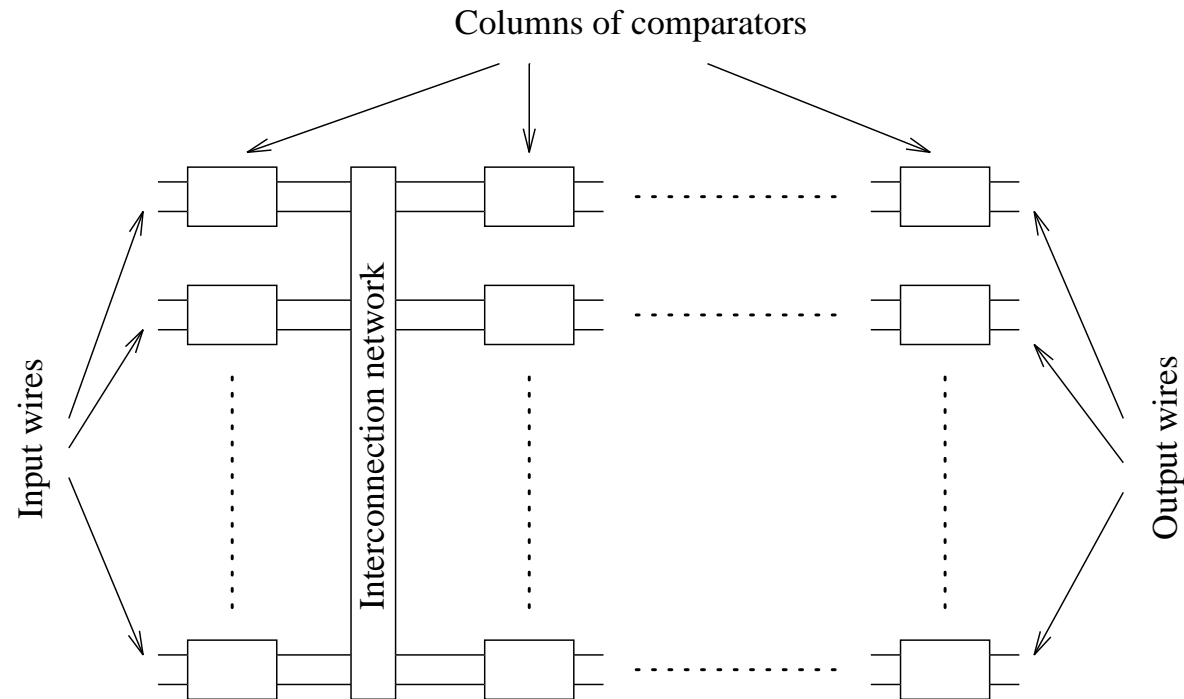 Columns of comparators
Input wires
Interconnection network
Output wires